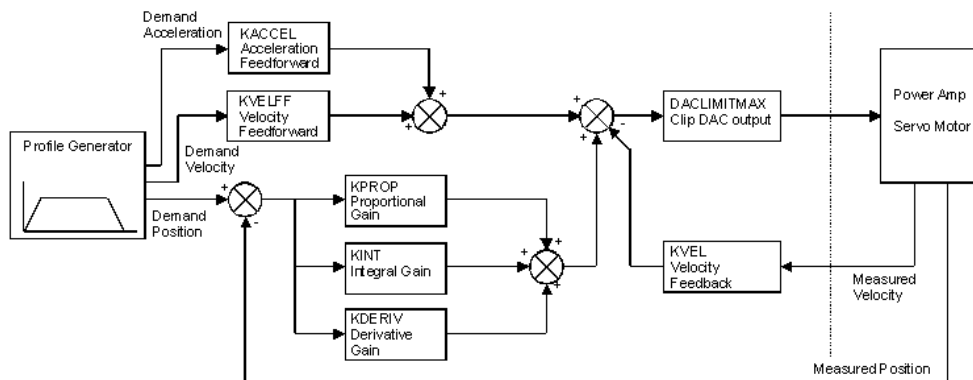 Demand
Acceleration
KACCEL
Acceleration
Feedforward
+
+
KVELFF
Velocity
Feedforward
Demand
Velocity
Profile Generator
Demand
Position
+
-
KPROP
Proportional
Gain
KINT
Integral Gain
KDERIV
Derivative
Gain
+
+
+
+
+
-
DACLIMITMAX
Clip DAC output
Power Amp
Servo Motor
KVEL
Velocity
Feedback
Measured
Velocity
Measured Position